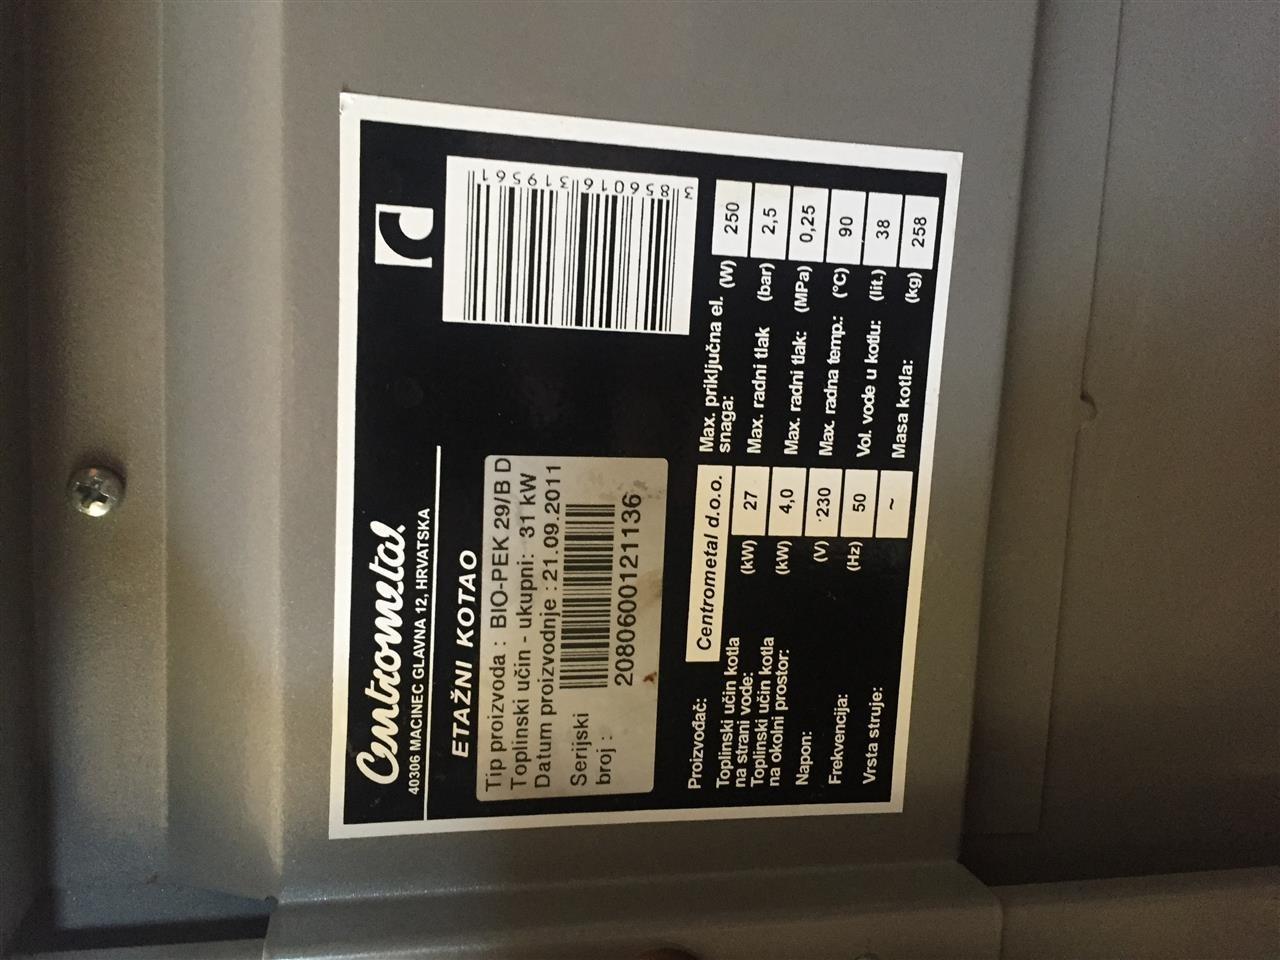 Centrometal
40306 MACINEC GLAVNA 12, HRVATSKA
ETAŽNI KOTAO
Tip proizvoda : BIO-PEK 29/B D
Toplinski učin - ukupni: 31 kW
Datum proizvodnje : 21.09.2011
Serijski
broj :
2080600121136
3 856016 319561
Proizvođač: Centrometal d.o.o.
Toplinski učin kotla
na strani vode: (kW) 27
Toplinski učin kotla
na okolni prostor: (kW) 4,0
Napon: (V) 230
Frekvencija: (Hz) 50
Vrsta struje: ~
Max. priključna el.
snaga: (W) 250
Max. radni tlak (bar) 2,5
Max. radni tlak: (MPa) 0,25
Max. radna temp.: (°C) 90
Vol. vode u kotlu: (lit.) 38
Masa kotla: (kg) 258